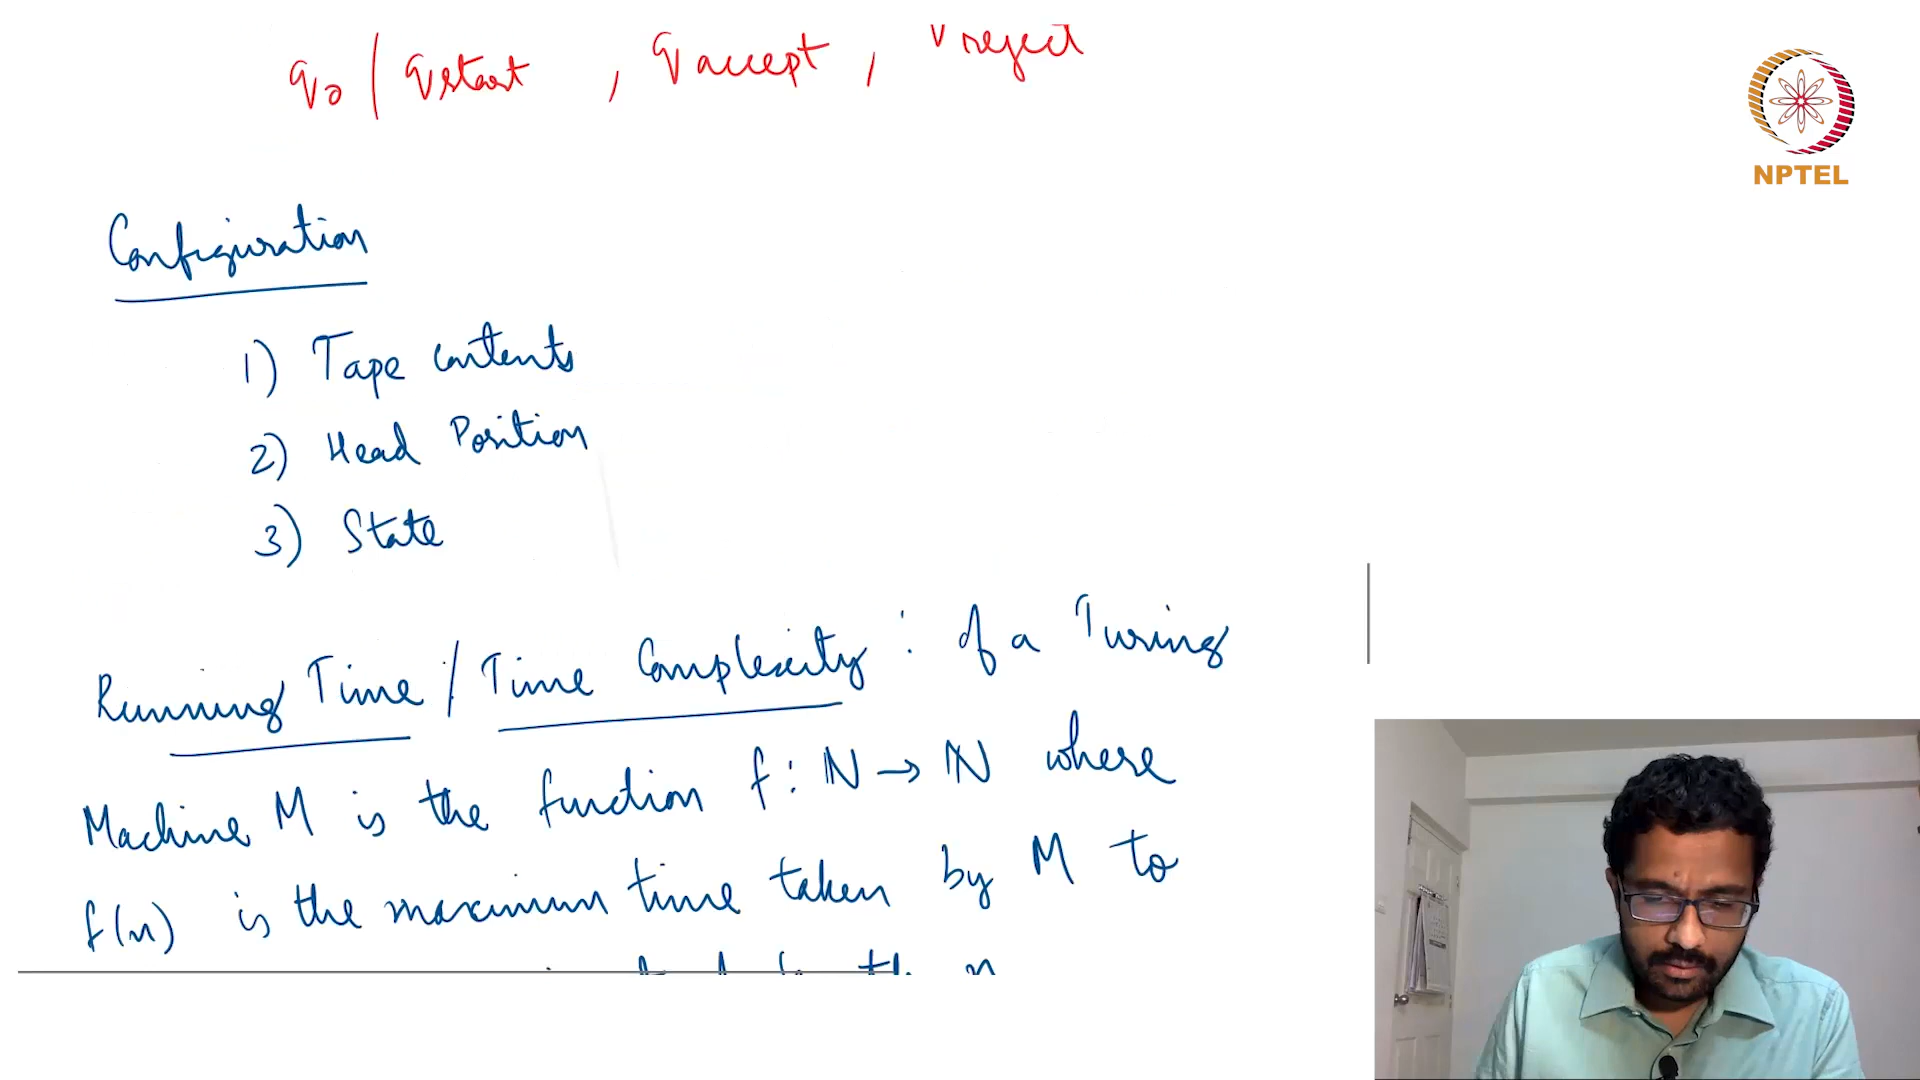 q0 / qstart , qaccept , qreject
NPTEL
Configuration
1) Tape contents
2) Head Position
3) State
Running Time / Time Complexity : of a Turing
Machine M is the function f : ℕ → ℕ where
f(n) is the maximum time taken by M to
n